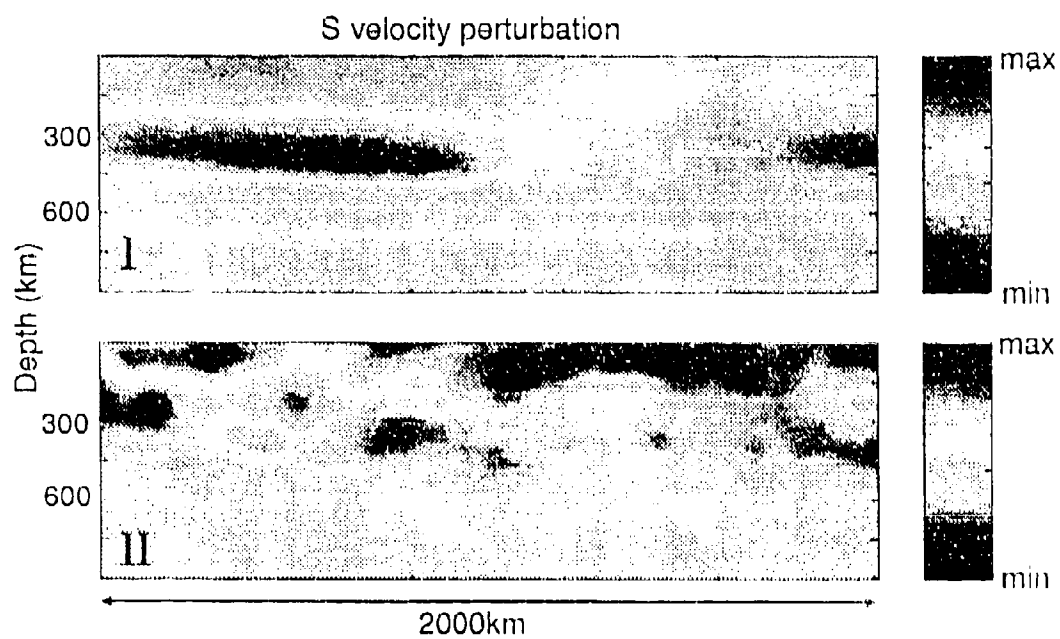 S velocity perturbation
max
300
600
I
min
Depth (km)
max
300
600
II
min
2000km